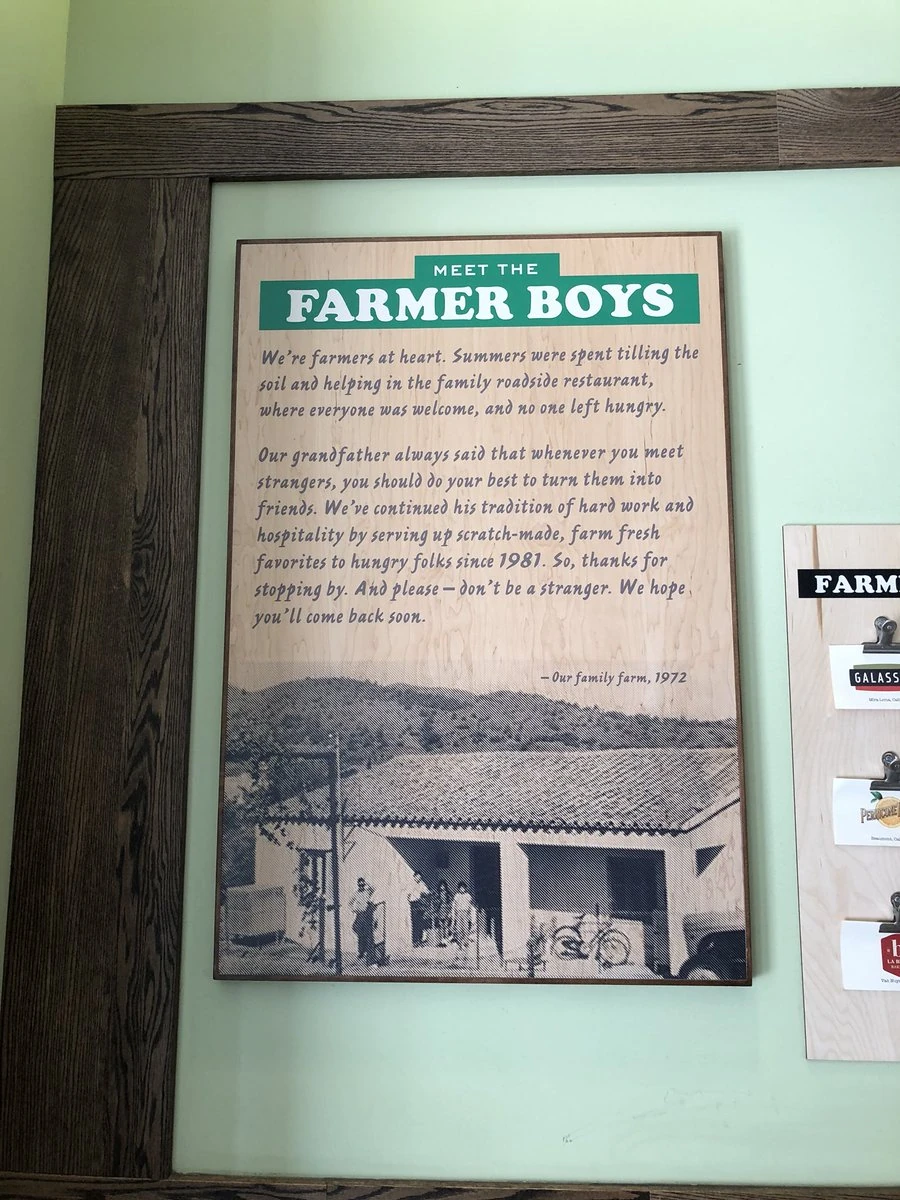 MEET THE
FARMER BOYS
We're farmers at heart. Summers were spent tilling the
soil and helping in the family roadside restaurant,
where everyone was welcome, and no one left hungry.
Our grandfather always said that whenever you meet
strangers, you should do your best to turn them into
friends. We've continued his tradition of hard work and
hospitality by serving up scratch-made, farm fresh
favorites to hungry folks since 1981. So, thanks for
stopping by. And please — don't be a stranger. We hope
you'll come back soon.
— Our family farm, 1972
FARM
GALASS